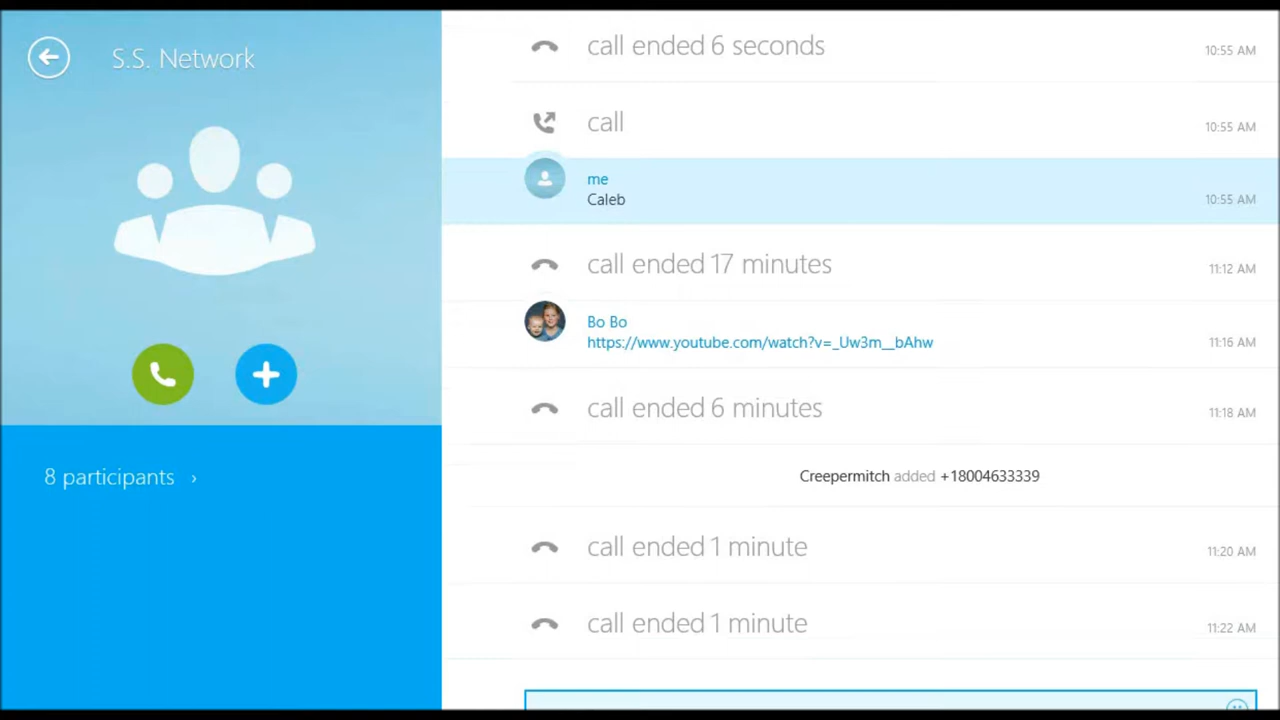 S.S. Network
8 participants ›
call ended 6 seconds
10:55 AM
call
10:55 AM
me
Caleb
10:55 AM
call ended 17 minutes
11:12 AM
Bo Bo
https://www.youtube.com/watch?v=_Uw3m__bAhw
11:16 AM
call ended 6 minutes
11:18 AM
Creepermitch added +18004633339
call ended 1 minute
11:20 AM
call ended 1 minute
11:22 AM